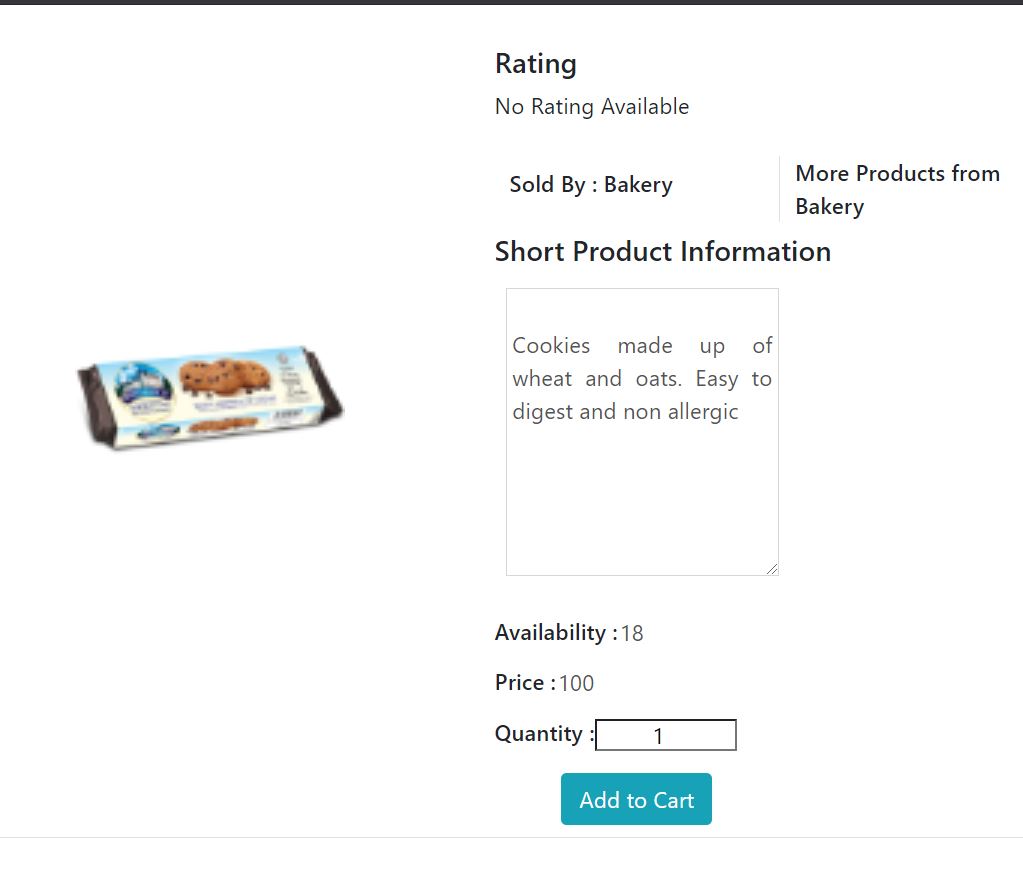 Rating
No Rating Available
Sold By : Bakery
More Products from
Bakery
Short Product Information
Cookies made up of
wheat and oats. Easy to
digest and non allergic
Availability : 18
Price : 100
Quantity : 1
Add to Cart